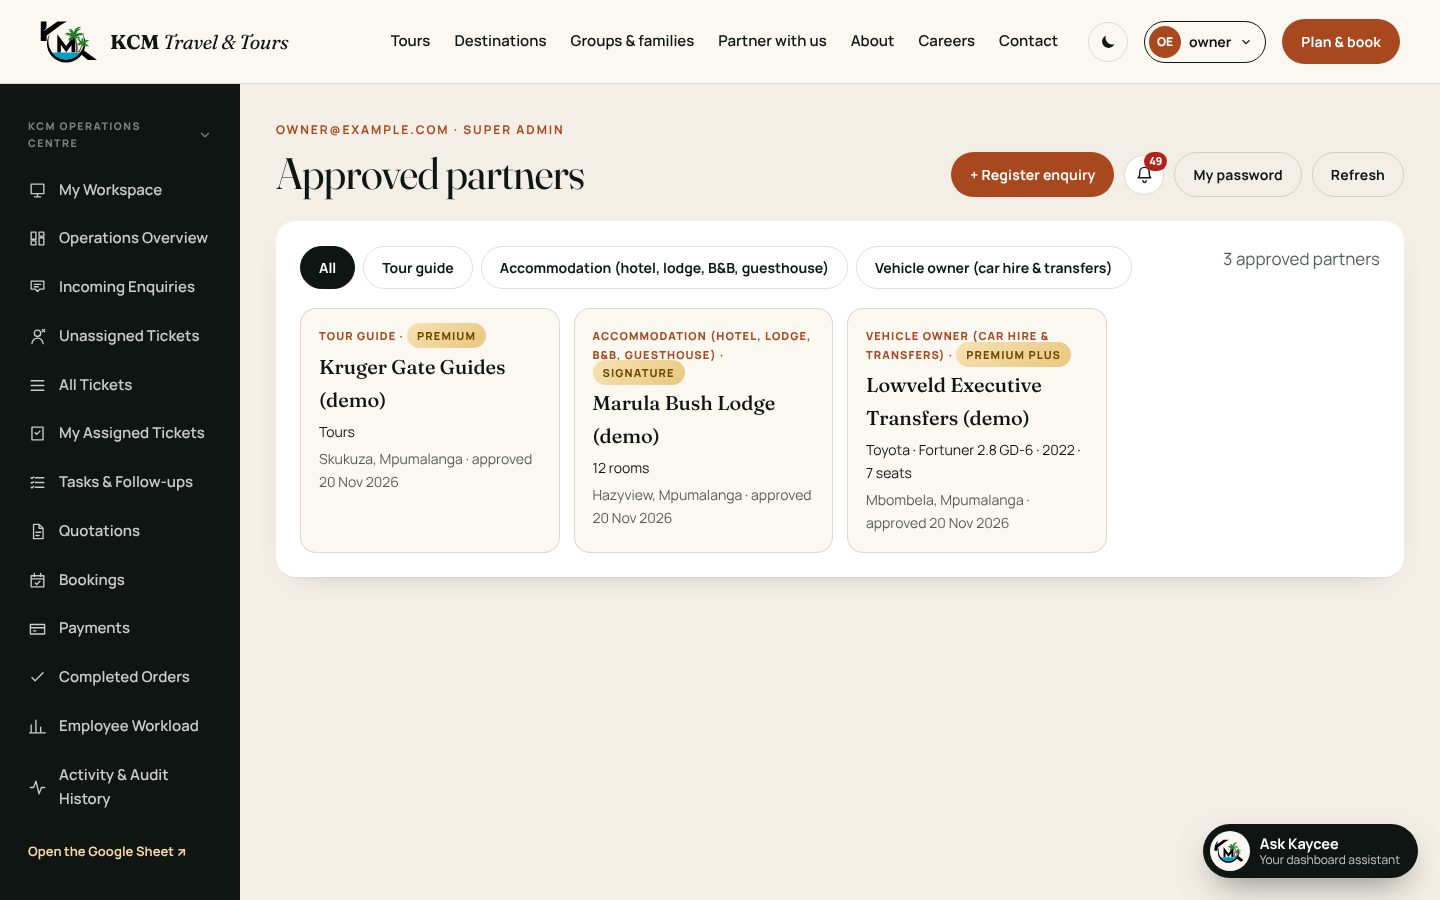 KCM Travel & Tours
Tours
Destinations
Groups & families
Partner with us
About
Careers
Contact
OE
owner
Plan & book
KCM OPERATIONS
CENTRE
My Workspace
Operations Overview
Incoming Enquiries
Unassigned Tickets
All Tickets
My Assigned Tickets
Tasks & Follow-ups
Quotations
Bookings
Payments
Completed Orders
Employee Workload
Activity & Audit
History
Open the Google Sheet ↗
OWNER@EXAMPLE.COM · SUPER ADMIN
Approved partners
+ Register enquiry
49
My password
Refresh
All
Tour guide
Accommodation (hotel, lodge, B&B, guesthouse)
Vehicle owner (car hire & transfers)
3 approved partners
TOUR GUIDE · PREMIUM
Kruger Gate Guides
(demo)
Tours
Skukuza, Mpumalanga · approved
20 Nov 2026
ACCOMMODATION (HOTEL, LODGE,
B&B, GUESTHOUSE) ·
SIGNATURE
Marula Bush Lodge
(demo)
12 rooms
Hazyview, Mpumalanga · approved
20 Nov 2026
VEHICLE OWNER (CAR HIRE &
TRANSFERS) · PREMIUM PLUS
Lowveld Executive
Transfers (demo)
Toyota · Fortuner 2.8 GD-6 · 2022 ·
7 seats
Mbombela, Mpumalanga ·
approved 20 Nov 2026
Ask Kaycee
Your dashboard assistant